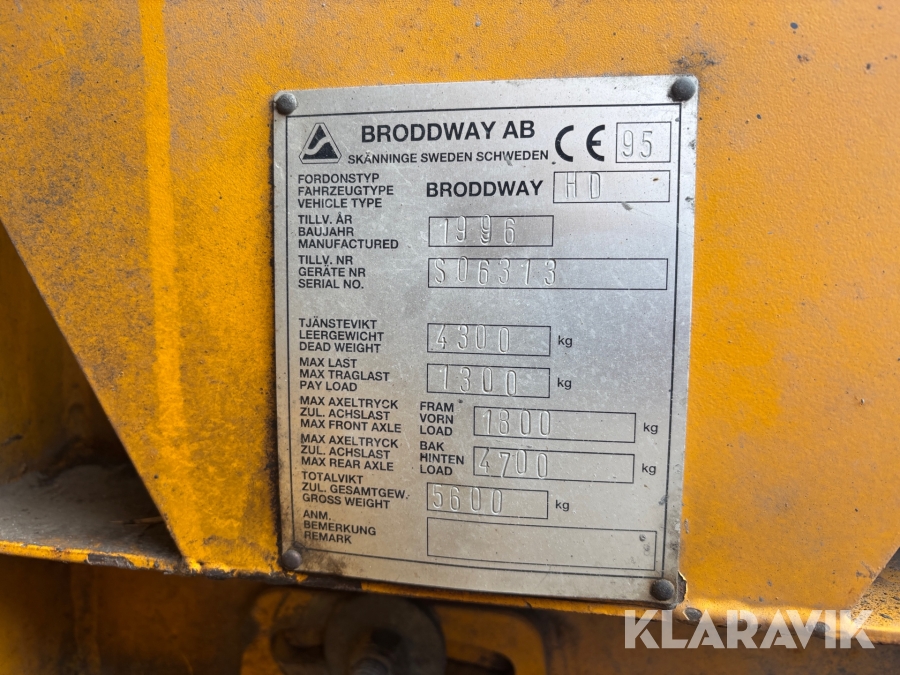 BRODDWAY AB
SKÄNNINGE SWEDEN SCHWEDEN
CE 95
FORDONSTYP
FAHRZEUGTYPE
VEHICLE TYPE
BRODDWAY HD
TILLV. ÅR
BAUJAHR
MANUFACTURED
1996
TILLV. NR
GERÄTE NR
SERIAL NO.
S06313
TJÄNSTEVIKT
LEERGEWICHT
DEAD WEIGHT
4300 kg
MAX LAST
MAX TRAGLAST
PAY LOAD
1300 kg
MAX AXELTRYCK
ZUL. ACHSLAST
MAX FRONT AXLE
FRAM
VORN
LOAD
1800 kg
MAX AXELTRYCK
ZUL. ACHSLAST
MAX REAR AXLE
BAK
HINTEN
LOAD
4700 kg
TOTALVIKT
ZUL. GESAMTGEW.
GROSS WEIGHT
5600 kg
ANM.
BEMERKUNG
REMARK
KLARAVIK